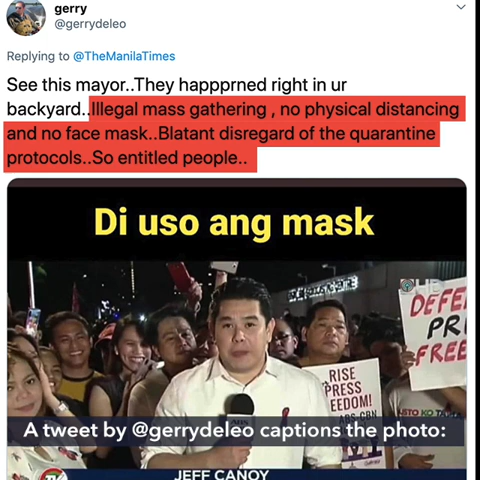 gerry
@gerrydeleo
Replying to @TheManilaTimes
See this mayor..They happprned right in ur
backyard..Illegal mass gathering , no physical distancing
and no face mask..Blatant disregard of the quarantine
protocols..So entitled people..
Di uso ang mask
DEFE
PR
FREE
RISE
PRESS
EEDOM!
ABS-CBN
A tweet by @gerrydeleo captions the photo:
JEFF CANOY